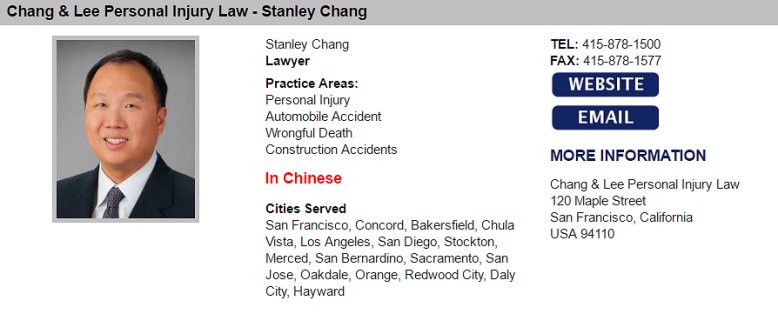 Chang & Lee Personal Injury Law - Stanley Chang
Stanley Chang
Lawyer
Practice Areas:
Personal Injury
Automobile Accident
Wrongful Death
Construction Accidents
In Chinese
Cities Served
San Francisco, Concord, Bakersfield, Chula
Vista, Los Angeles, San Diego, Stockton,
Merced, San Bernardino, Sacramento, San
Jose, Oakdale, Orange, Redwood City, Daly
City, Hayward
TEL: 415-878-1500
FAX: 415-878-1577
WEBSITE
EMAIL
MORE INFORMATION
Chang & Lee Personal Injury Law
120 Maple Street
San Francisco, California
USA 94110